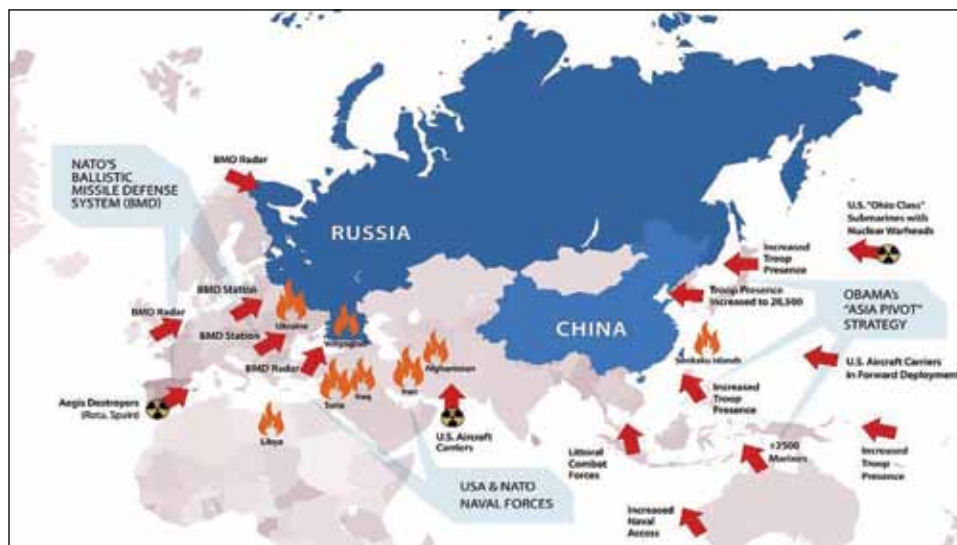 NATO'S
BALLISTIC
MISSILE DEFENSE
SYSTEM (BMD)
BMD Radar
RUSSIA
U.S. "Ohio Class"
Submarines with
Nuclear Warheads
Increased
Troop
Presence
BMD Station
Troop Presence
Increased to 28,500
OBAMA's
"ASIA PIVOT"
STRATEGY
BMD Radar
Ukraine
BMD Station
Volgograd
CHINA
Senkaku Islands
BMD Radar
Afghanistan
U.S. Aircraft Carriers
in Forward Deployment
Syria
Iraq
Iran
Aegis Destroyers
(Rota, Spain)
Increased
Troop
Presence
Libya
U.S. Aircraft
Carriers
Littoral
Combat
Forces
+2500
Marines
Increased
Troop
Presence
USA & NATO
NAVAL FORCES
Increased
Naval
Access